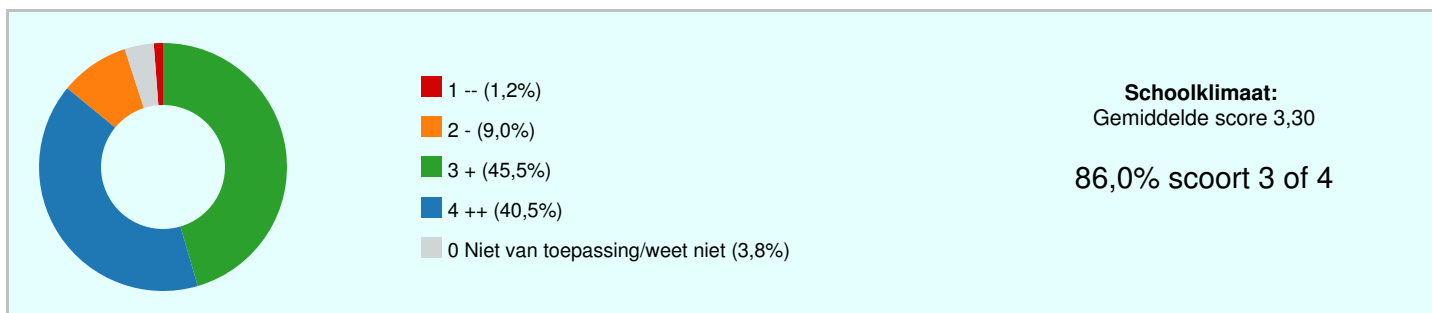 1 -- (1,2%)
2 - (9,0%)
3 + (45,5%)
4 ++ (40,5%)
0 Niet van toepassing/weet niet (3,8%)
Schoolklimaat:
Gemiddelde score 3,30
86,0% scoort 3 of 4